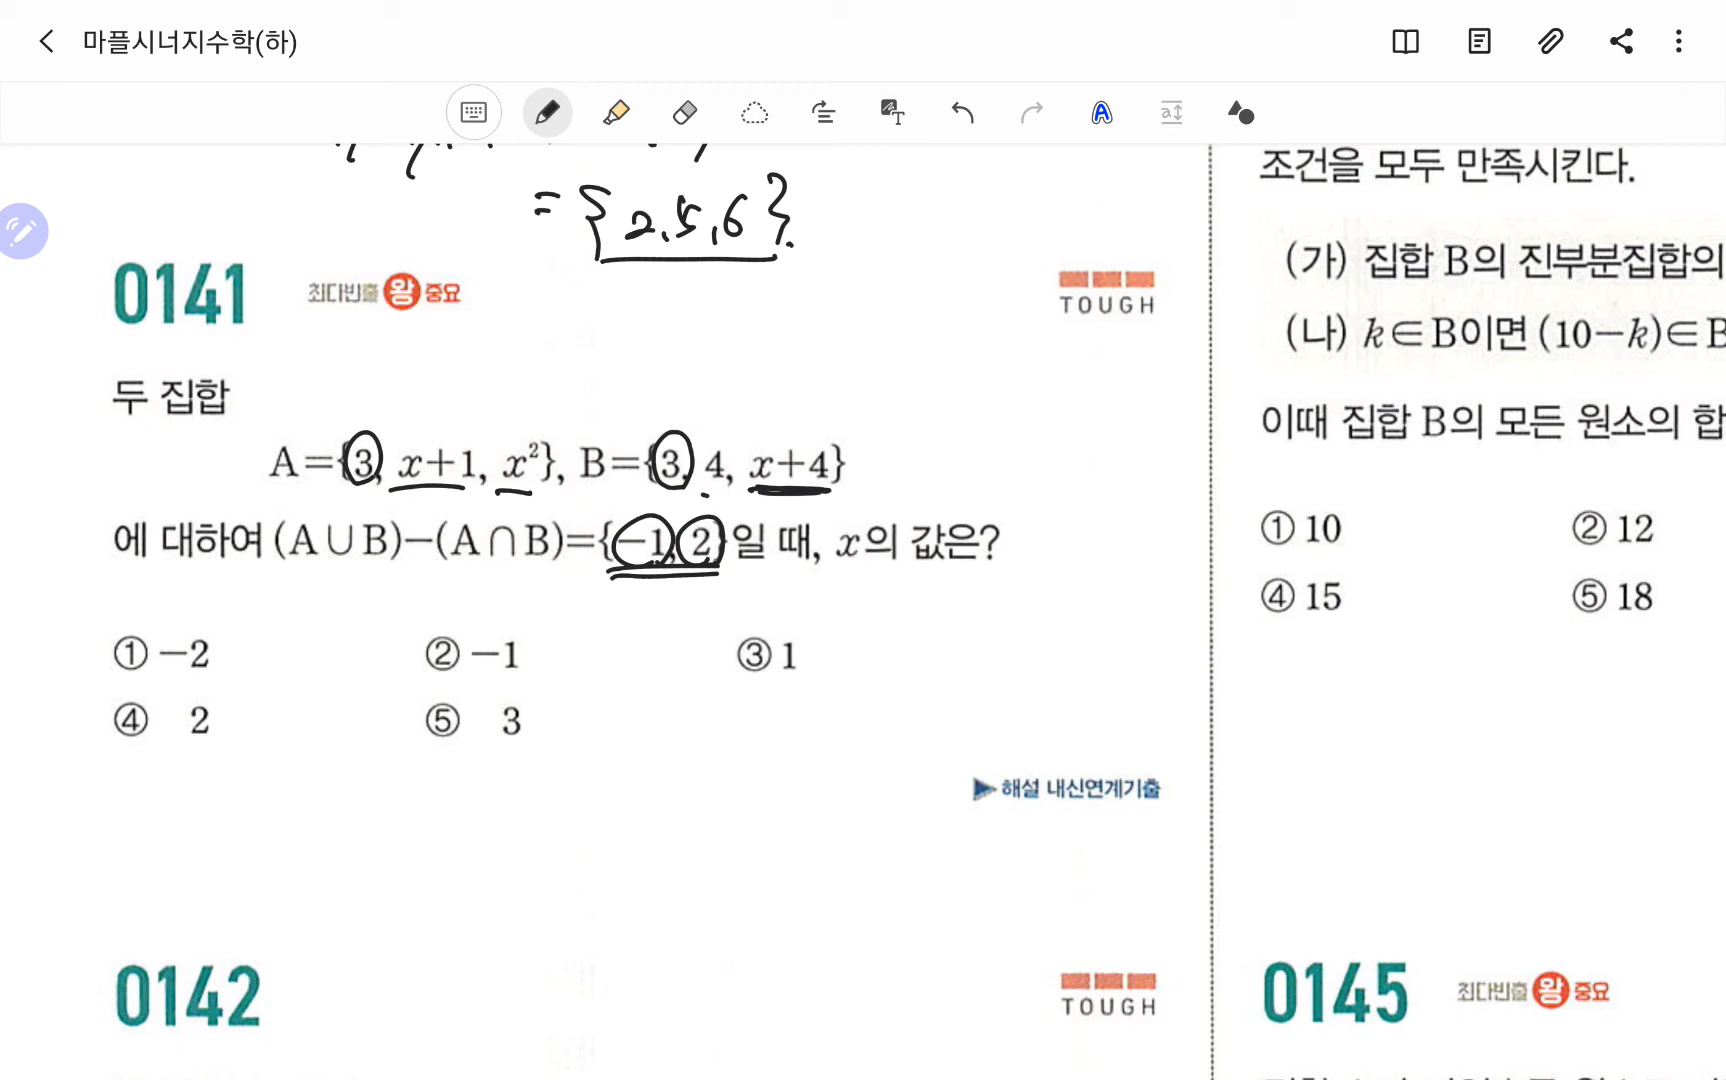 마플시너지수학(하)
= {2, 5, 6}.
0141 최다빈출 왕 중요 TOUGH
두 집합
A={3, x+1, x²}, B={3, 4, x+4}
에 대하여 (A∪B)−(A∩B)={−1, 2}일 때, x의 값은?
① −2 ② −1 ③ 1
④ 2 ⑤ 3
▶ 해설 내신연계기출
0142 TOUGH
조건을 모두 만족시킨다.
(가) 집합 B의 진부분집합의
(나) k∈B이면 (10−k)∈B
이때 집합 B의 모든 원소의 합
① 10 ② 12
④ 15 ⑤ 18
0145 최다빈출 왕 중요